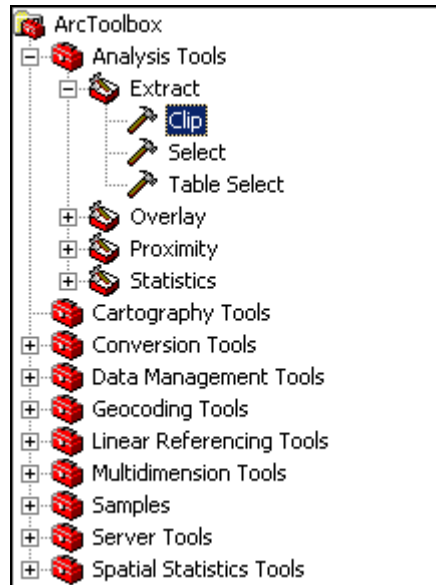 ArcToolbox
Analysis Tools
Extract
Clip
Select
Table Select
Overlay
Proximity
Statistics
Cartography Tools
Conversion Tools
Data Management Tools
Geocoding Tools
Linear Referencing Tools
Multidimension Tools
Samples
Server Tools
Spatial Statistics Tools